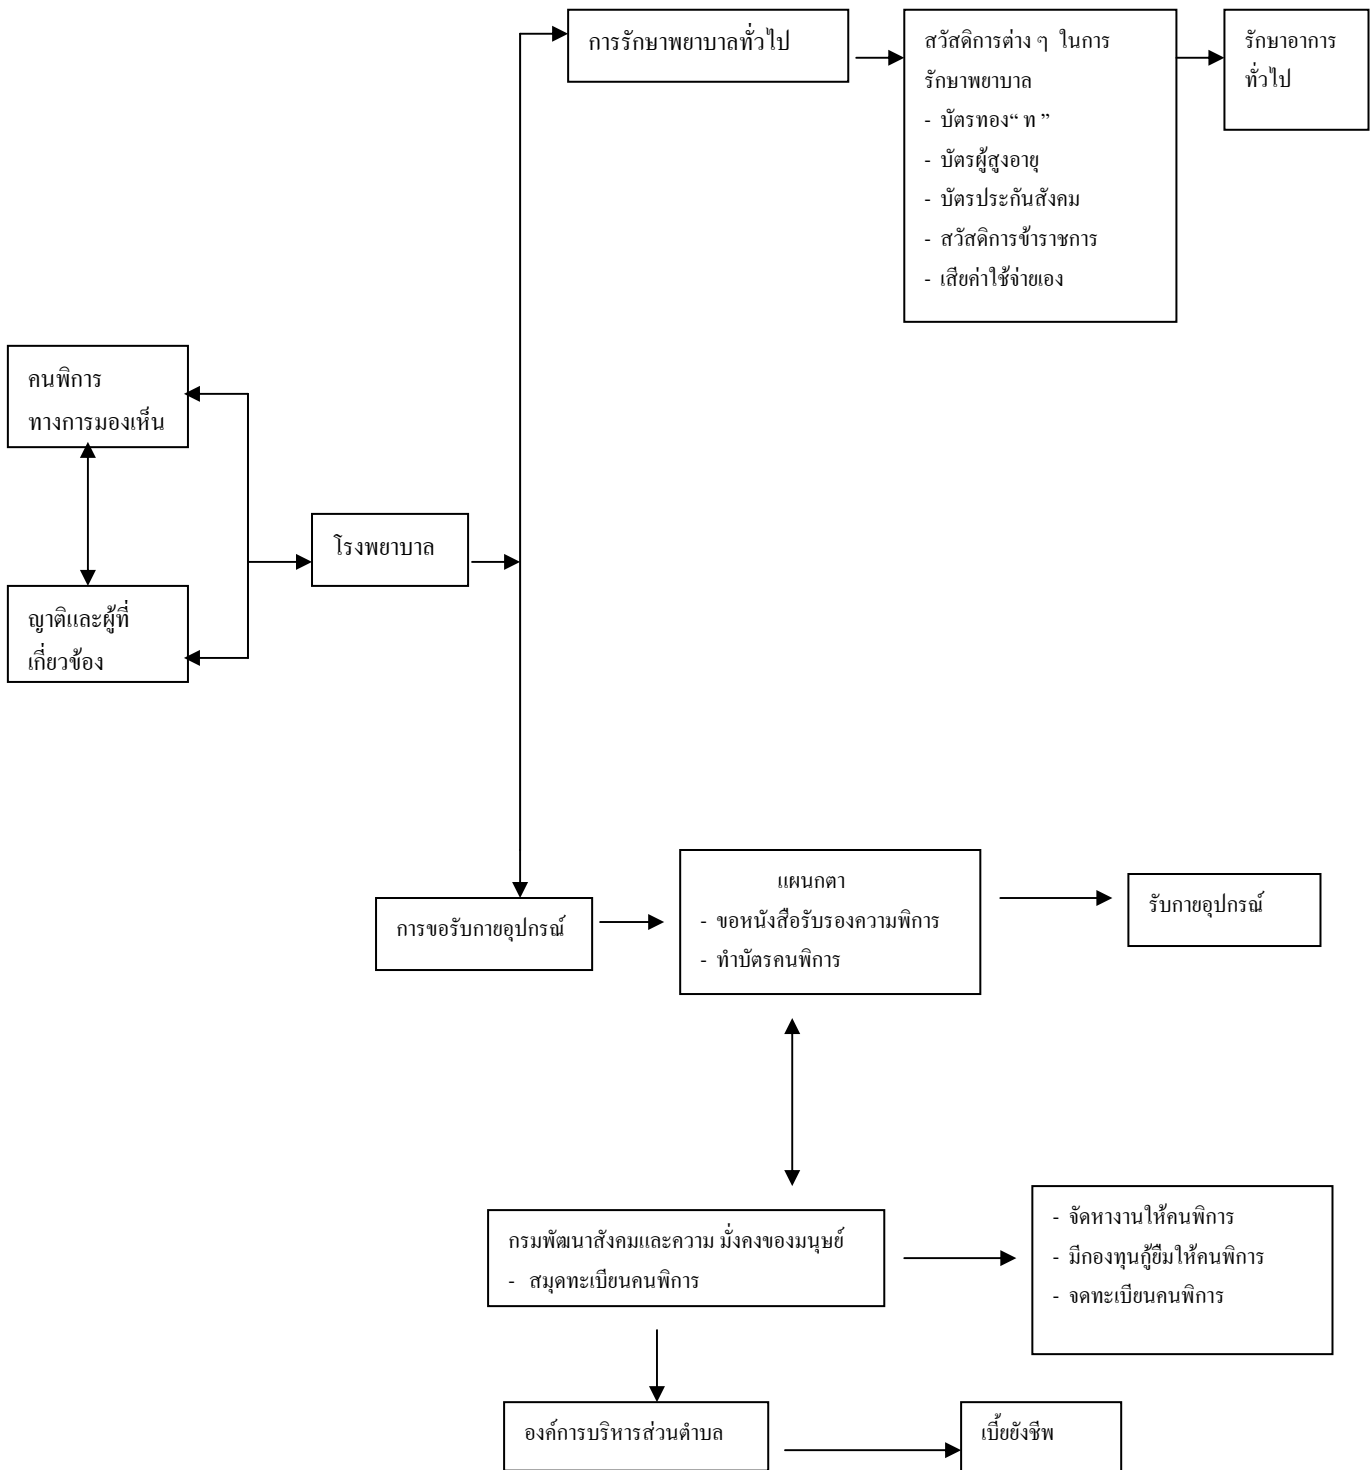 การรักษาพยาบาลทั่วไป
สวัสดิการต่าง ๆ ในการ
รักษาพยาบาล
- บัตรทอง“ ท ”
- บัตรผู้สูงอายุ
- บัตรประกันสังคม
- สวัสดิการข้าราชการ
- เสียค่าใช้จ่ายเอง
รักษาอาการ
ทั่วไป
คนพิการ
ทางการมองเห็น
โรงพยาบาล
ญาติและผู้ที่
เกี่ยวข้อง
การขอรับกายอุปกรณ์
แผนกตา
- ขอหนังสือรับรองความพิการ
- ทำบัตรคนพิการ
รับกายอุปกรณ์
กรมพัฒนาสังคมและความ มั่งคงของมนุษย์
- สมุดทะเบียนคนพิการ
- จัดหางานให้คนพิการ
- มีกองทุนกู้ยืมให้คนพิการ
- จดทะเบียนคนพิการ
องค์การบริหารส่วนตำบล
เบี้ยยังชีพ